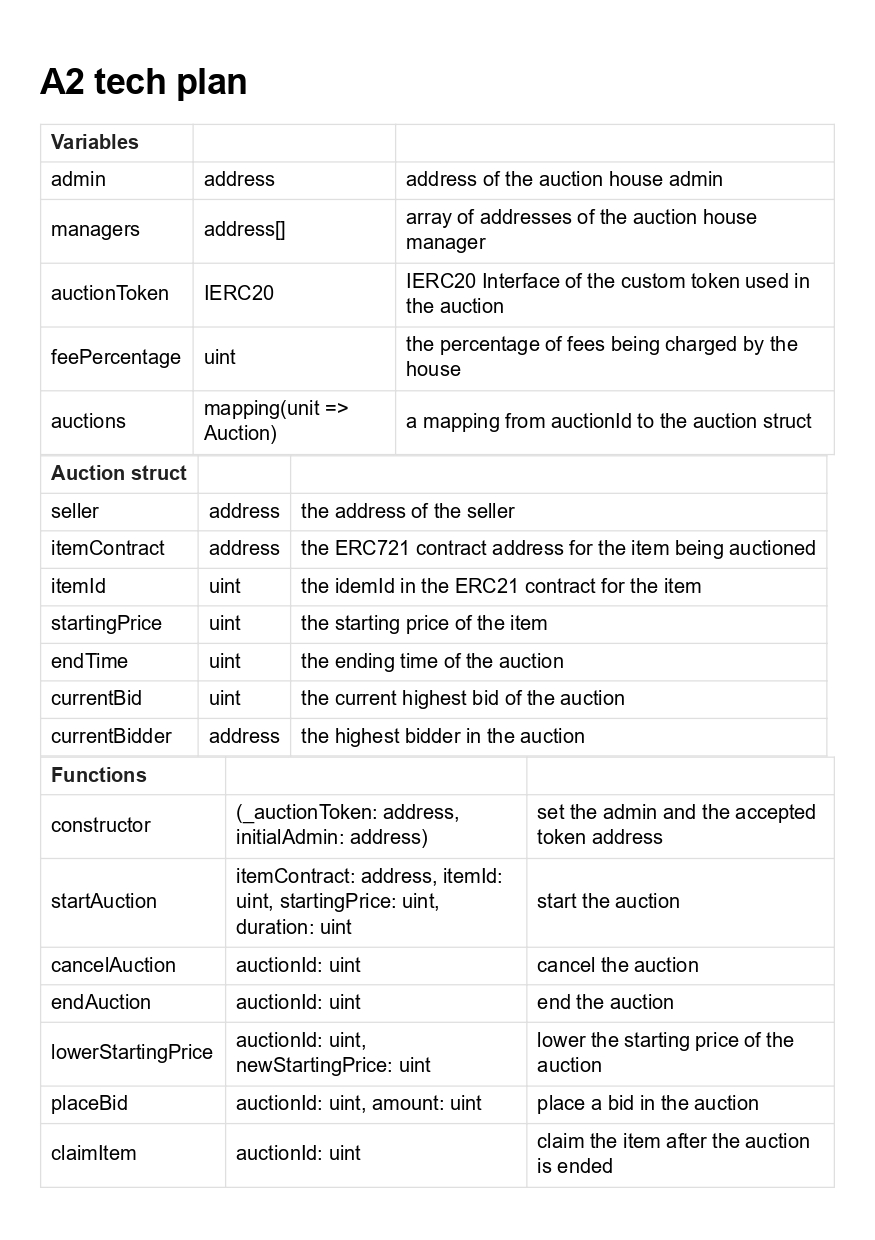 A2 tech plan
Variables
admin address address of the auction house admin
managers address[] array of addresses of the auction house
manager
auctionToken IERC20 IERC20 Interface of the custom token used in
the auction
feePercentage uint the percentage of fees being charged by the
house
auctions mapping(unit =>
Auction) a mapping from auctionId to the auction struct
Auction struct
seller address the address of the seller
itemContract address the ERC721 contract address for the item being auctioned
itemId uint the idemId in the ERC21 contract for the item
startingPrice uint the starting price of the item
endTime uint the ending time of the auction
currentBid uint the current highest bid of the auction
currentBidder address the highest bidder in the auction
Functions
constructor (_auctionToken: address,
initialAdmin: address) set the admin and the accepted
token address
startAuction itemContract: address, itemId:
uint, startingPrice: uint,
duration: uint start the auction
cancelAuction auctionId: uint cancel the auction
endAuction auctionId: uint end the auction
lowerStartingPrice auctionId: uint,
newStartingPrice: uint lower the starting price of the
auction
placeBid auctionId: uint, amount: uint place a bid in the auction
claimItem auctionId: uint claim the item after the auction
is ended